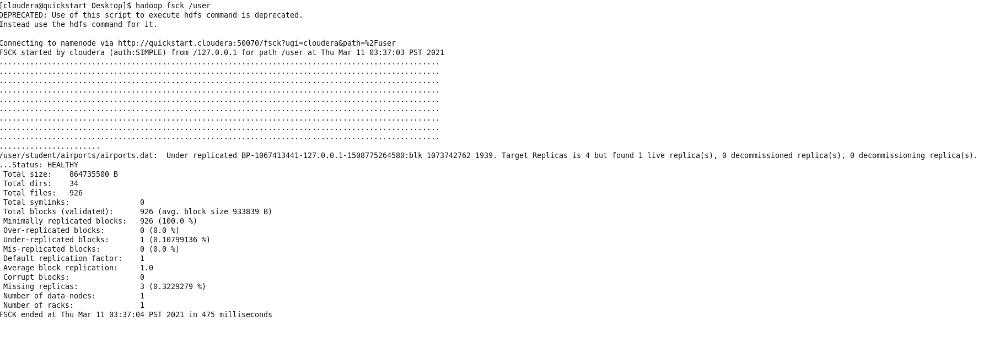 [cloudera@quickstart Desktop]$ hadoop fsck /user
DEPRECATED: Use of this script to execute hdfs command is deprecated.
Instead use the hdfs command for it.
Connecting to namenode via http://quickstart.cloudera:50070/fsck?ugi=cloudera&path=%2Fuser
FSCK started by cloudera (auth:SIMPLE) from /127.0.0.1 for path /user at Thu Mar 11 03:37:03 PST 2021
....................................................................................................
....................................................................................................
....................................................................................................
....................................................................................................
....................................................................................................
....................................................................................................
....................................................................................................
....................................................................................................
....................................................................................................
.......................
/user/student/airports/airports.dat:  Under replicated BP-1067413441-127.0.0.1-1508775264580:blk_1073742762_1939. Target Replicas is 4 but found 1 live replica(s), 0 decommissioned replica(s), 0 decommissioning replica(s).
...Status: HEALTHY
 Total size:    864735500 B
 Total dirs:    34
 Total files:   926
 Total symlinks:                0
 Total blocks (validated):      926 (avg. block size 933839 B)
 Minimally replicated blocks:   926 (100.0 %)
 Over-replicated blocks:        0 (0.0 %)
 Under-replicated blocks:       1 (0.10799136 %)
 Mis-replicated blocks:         0 (0.0 %)
 Default replication factor:    1
 Average block replication:     1.0
 Corrupt blocks:                0
 Missing replicas:              3 (0.3229279 %)
 Number of data-nodes:          1
 Number of racks:               1
FSCK ended at Thu Mar 11 03:37:04 PST 2021 in 475 milliseconds